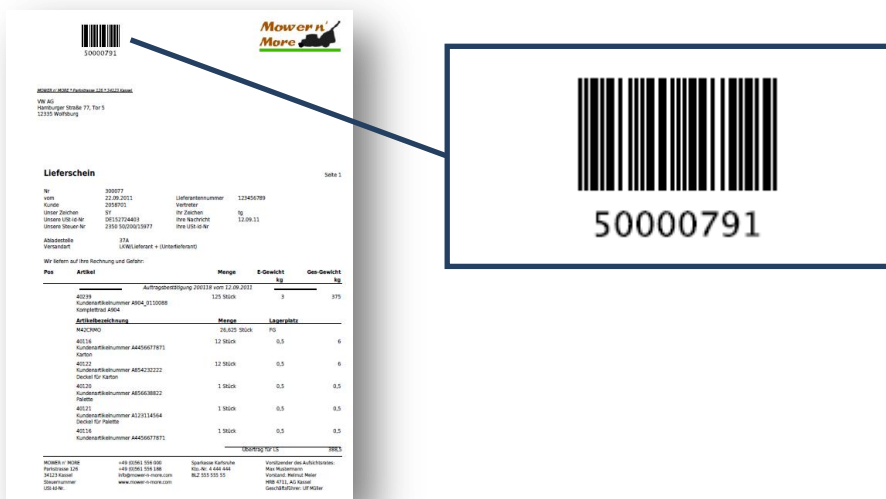 50000791
Mower n'
More
MOWER n' MORE * Parkstrasse 126 * 34123 Kassel
VW AG
Hamburger Straße 77, Tor 5
12335 Wolfsburg
Lieferschein Seite 1
Nr 300077
vom 22.09.2011 Lieferantennummer 123456789
Kunde 2058701 Vertreter
Unser Zeichen SY Ihr Zeichen tg
Unsere USt-Id-Nr DE152724403 Ihre Nachricht 12.09.11
Unsere Steuer-Nr 2350 50/200/15977 Ihre USt-Id-Nr
Abladestelle 37A
Versandart LKW/Lieferant + (Unterlieferant)
Wir liefern auf Ihre Rechnung und Gefahr:
Pos Artikel Menge E-Gewicht Ges-Gewicht
kg kg
Auftragsbestätigung 200118 vom 12.09.2011
40239 125 Stück 3 375
Kundenartikelnummer A904_0110088
Komplettrad A904
Artikelbezeichnung Menge Lagerplatz
M42CRMO 26,625 Stück FG
40116 12 Stück 0,5 6
Kundenartikelnummer A4456677871
Karton
40122 12 Stück 0,5 6
Kundenartikelnummer A854232222
Deckel für Karton
40120 1 Stück 0,5 0,5
Kundenartikelnummer A856638822
Palette
40121 1 Stück 0,5 0,5
Kundenartikelnummer A123114564
Deckel für Palette
40116 1 Stück 0,5 0,5
Kundenartikelnummer A4456677871
Übertrag für LS 388,5
MOWER n' MORE +49 (0)561 556 000 Sparkasse Karlsruhe Vorsitzender des Aufsichtsrates:
Parkstrasse 126 +49 (0)561 556 188 Kto.-Nr. 4 444 444 Max Mustermann
34123 Kassel info@mower-n-more.com BLZ 555 555 55 Vorstand: Helmut Meier
Steuernummer www.mower-n-more.com HRB 4711, AG Kassel
USt-Id-Nr. Geschäftsführer: Ulf Müller
50000791